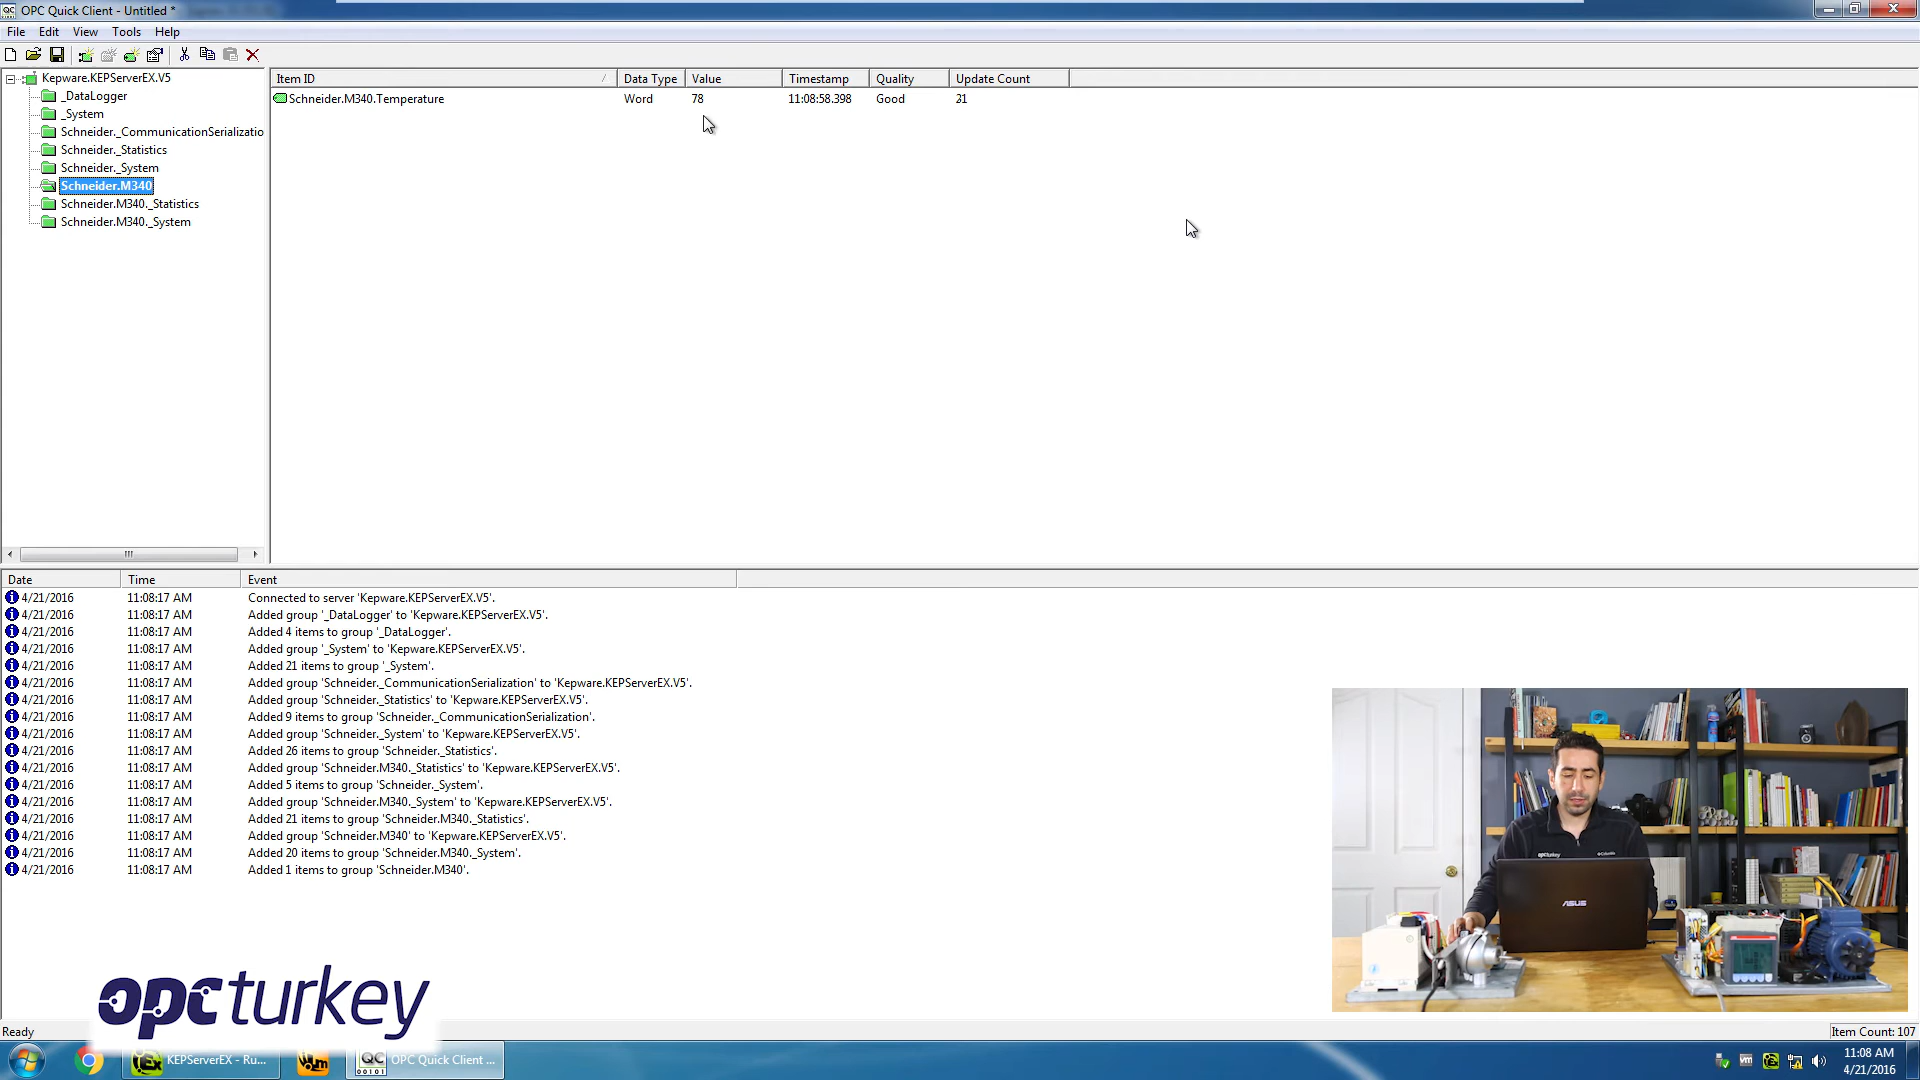 OPC Quick Client - Untitled *
File Edit View Tools Help
Kepware.KEPServerEX.V5
_DataLogger
_System
Schneider._CommunicationSerializatio
Schneider._Statistics
Schneider._System
Schneider.M340
Schneider.M340._Statistics
Schneider.M340._System
Item ID Data Type Value Timestamp Quality Update Count
Schneider.M340.Temperature Word 78 11:08:58.398 Good
Date Time Event
4/21/2016 11:08:17 AM Connected to server 'Kepware.KEPServerEX.V5'.
4/21/2016 11:08:17 AM Added group '_DataLogger' to 'Kepware.KEPServerEX.V5'.
4/21/2016 11:08:17 AM Added 4 items to group '_DataLogger'.
4/21/2016 11:08:17 AM Added group '_System' to 'Kepware.KEPServerEX.V5'.
4/21/2016 11:08:17 AM Added 21 items to group '_System'.
4/21/2016 11:08:17 AM Added group 'Schneider._CommunicationSerialization' to 'Kepware.KEPServerEX.V5'.
4/21/2016 11:08:17 AM Added group 'Schneider._Statistics' to 'Kepware.KEPServerEX.V5'.
4/21/2016 11:08:17 AM Added 9 items to group 'Schneider._CommunicationSerialization'.
4/21/2016 11:08:17 AM Added group 'Schneider._System' to 'Kepware.KEPServerEX.V5'.
4/21/2016 11:08:17 AM Added 26 items to group 'Schneider._Statistics'.
4/21/2016 11:08:17 AM Added group 'Schneider.M340._Statistics' to 'Kepware.KEPServerEX.V5'.
4/21/2016 11:08:17 AM Added 5 items to group 'Schneider._System'.
4/21/2016 11:08:17 AM Added group 'Schneider.M340._System' to 'Kepware.KEPServerEX.V5'.
4/21/2016 11:08:17 AM Added 21 items to group 'Schneider.M340._Statistics'.
4/21/2016 11:08:17 AM Added group 'Schneider.M340' to 'Kepware.KEPServerEX.V5'.
4/21/2016 11:08:17 AM Added 20 items to group 'Schneider.M340._System'.
4/21/2016 11:08:17 AM Added 1 items to group 'Schneider.M340'.
opcturkey
ASUS
opcturkey
Ready
Item Count: 107
KEPServerEX - Ru...
OPC Quick Client ...
11:08 AM
4/21/2016